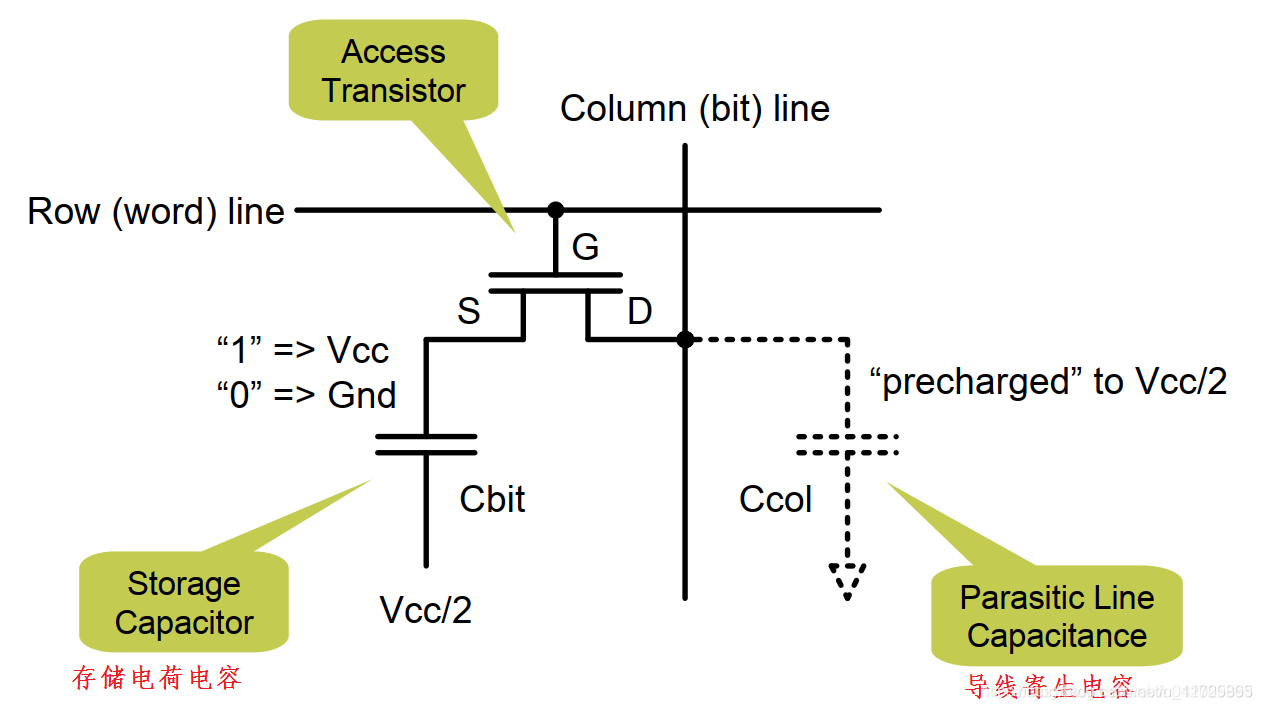 Access
Transistor
Column (bit) line
Row (word) line
G
S
D
“1” => Vcc
“0” => Gnd
“precharged” to Vcc/2
Cbit
Ccol
Storage
Capacitor
Vcc/2
Parasitic Line
Capacitance
存储电荷电容
导线寄生电容